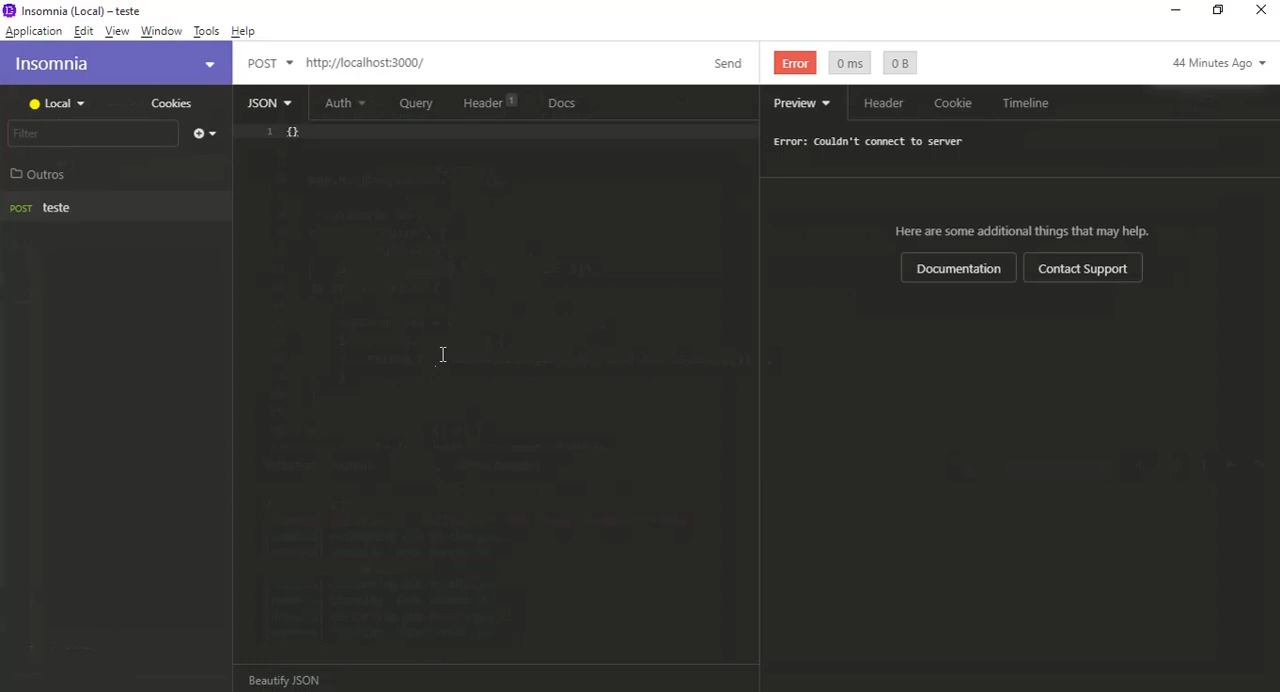 Insomnia (Local) – teste
Application Edit View Window Tools Help
Insomnia
POST http://localhost:3000/ Send
Error 0 ms 0 B 44 Minutes Ago
Local Cookies
JSON Auth Query Header 1 Docs
Preview Header Cookie Timeline
Filter
1 {}
Error: Couldn't connect to server
Outros
POST teste
Here are some additional things that may help.
Documentation Contact Support
Beautify JSON